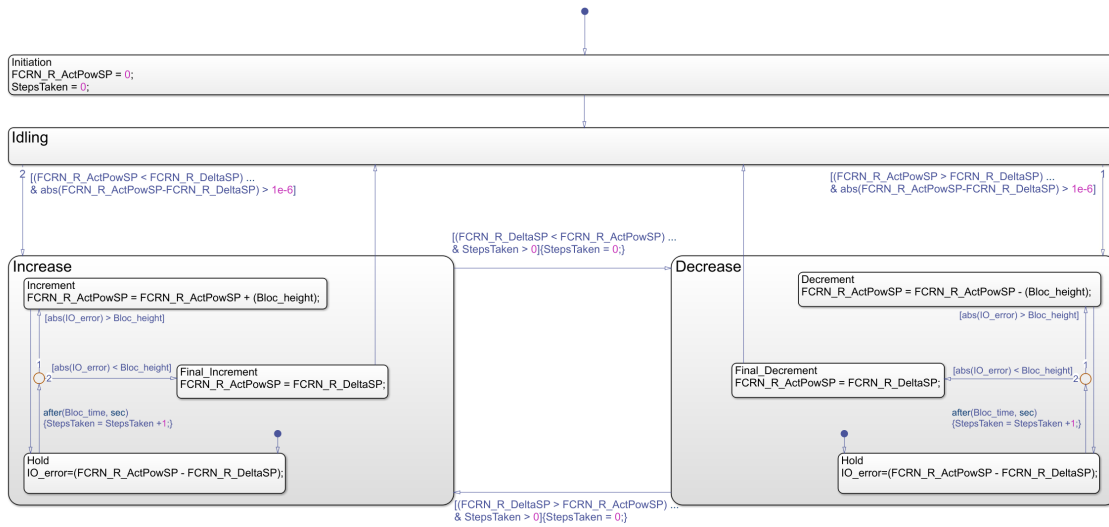 Initiation
FCRN_R_ActPowSP = 0;
StepsTaken = 0;
Idling
2
[(FCRN_R_ActPowSP < FCRN_R_DeltaSP) ...
& abs(FCRN_R_ActPowSP-FCRN_R_DeltaSP) > 1e-6]
[(FCRN_R_ActPowSP > FCRN_R_DeltaSP) ...
& abs(FCRN_R_ActPowSP-FCRN_R_DeltaSP) > 1e-6]
1
[(FCRN_R_DeltaSP < FCRN_R_ActPowSP) ...
& StepsTaken > 0]{StepsTaken = 0;}
Increase
Increment
FCRN_R_ActPowSP = FCRN_R_ActPowSP + (Bloc_height);
[abs(IO_error) > Bloc_height]
1
[abs(IO_error) < Bloc_height]
2
Final_Increment
FCRN_R_ActPowSP = FCRN_R_DeltaSP;
after(Bloc_time, sec)
{StepsTaken = StepsTaken +1;}
Hold
IO_error=(FCRN_R_ActPowSP - FCRN_R_DeltaSP);
Decrease
Decrement
FCRN_R_ActPowSP = FCRN_R_ActPowSP - (Bloc_height);
[abs(IO_error) > Bloc_height]
1
Final_Decrement
FCRN_R_ActPowSP = FCRN_R_DeltaSP;
[abs(IO_error) < Bloc_height]
2
after(Bloc_time, sec)
{StepsTaken = StepsTaken +1;}
Hold
IO_error=(FCRN_R_ActPowSP - FCRN_R_DeltaSP);
[(FCRN_R_DeltaSP > FCRN_R_ActPowSP) ...
& StepsTaken > 0]{StepsTaken = 0;}